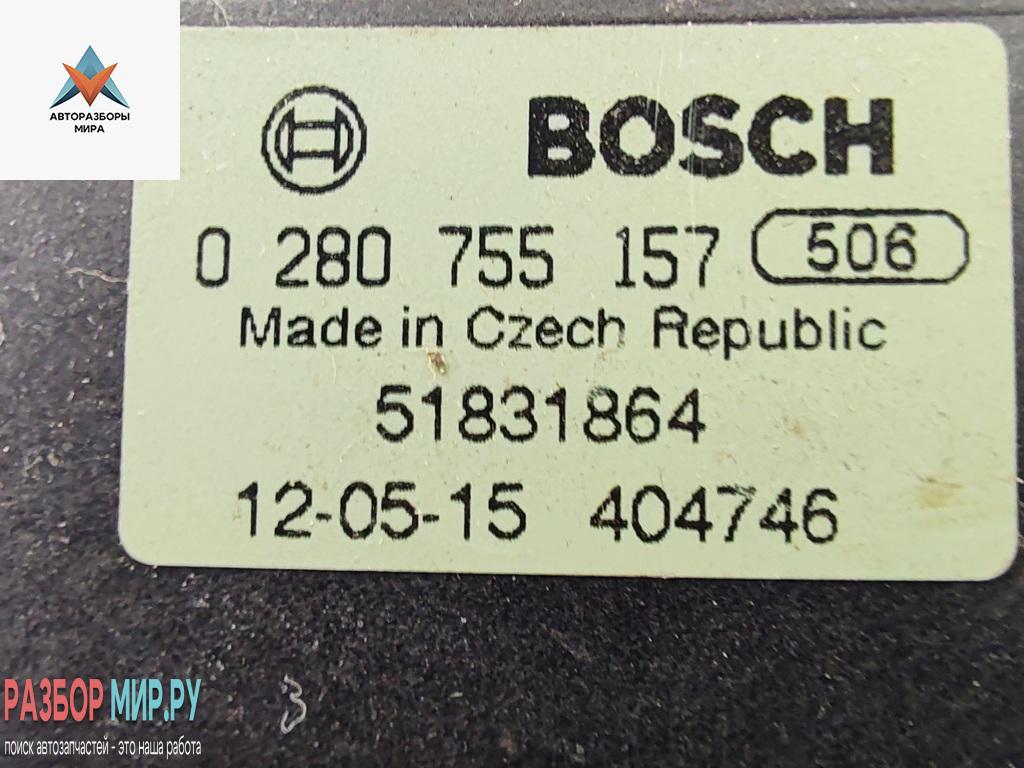 АВТОРАЗБОРЫ
МИРА
BOSCH
0 280 755 157 506
Made in Czech Republic
51831864
12-05-15 404746
3
РАЗБОР МИР.РУ
поиск автозапчастей - это наша работа